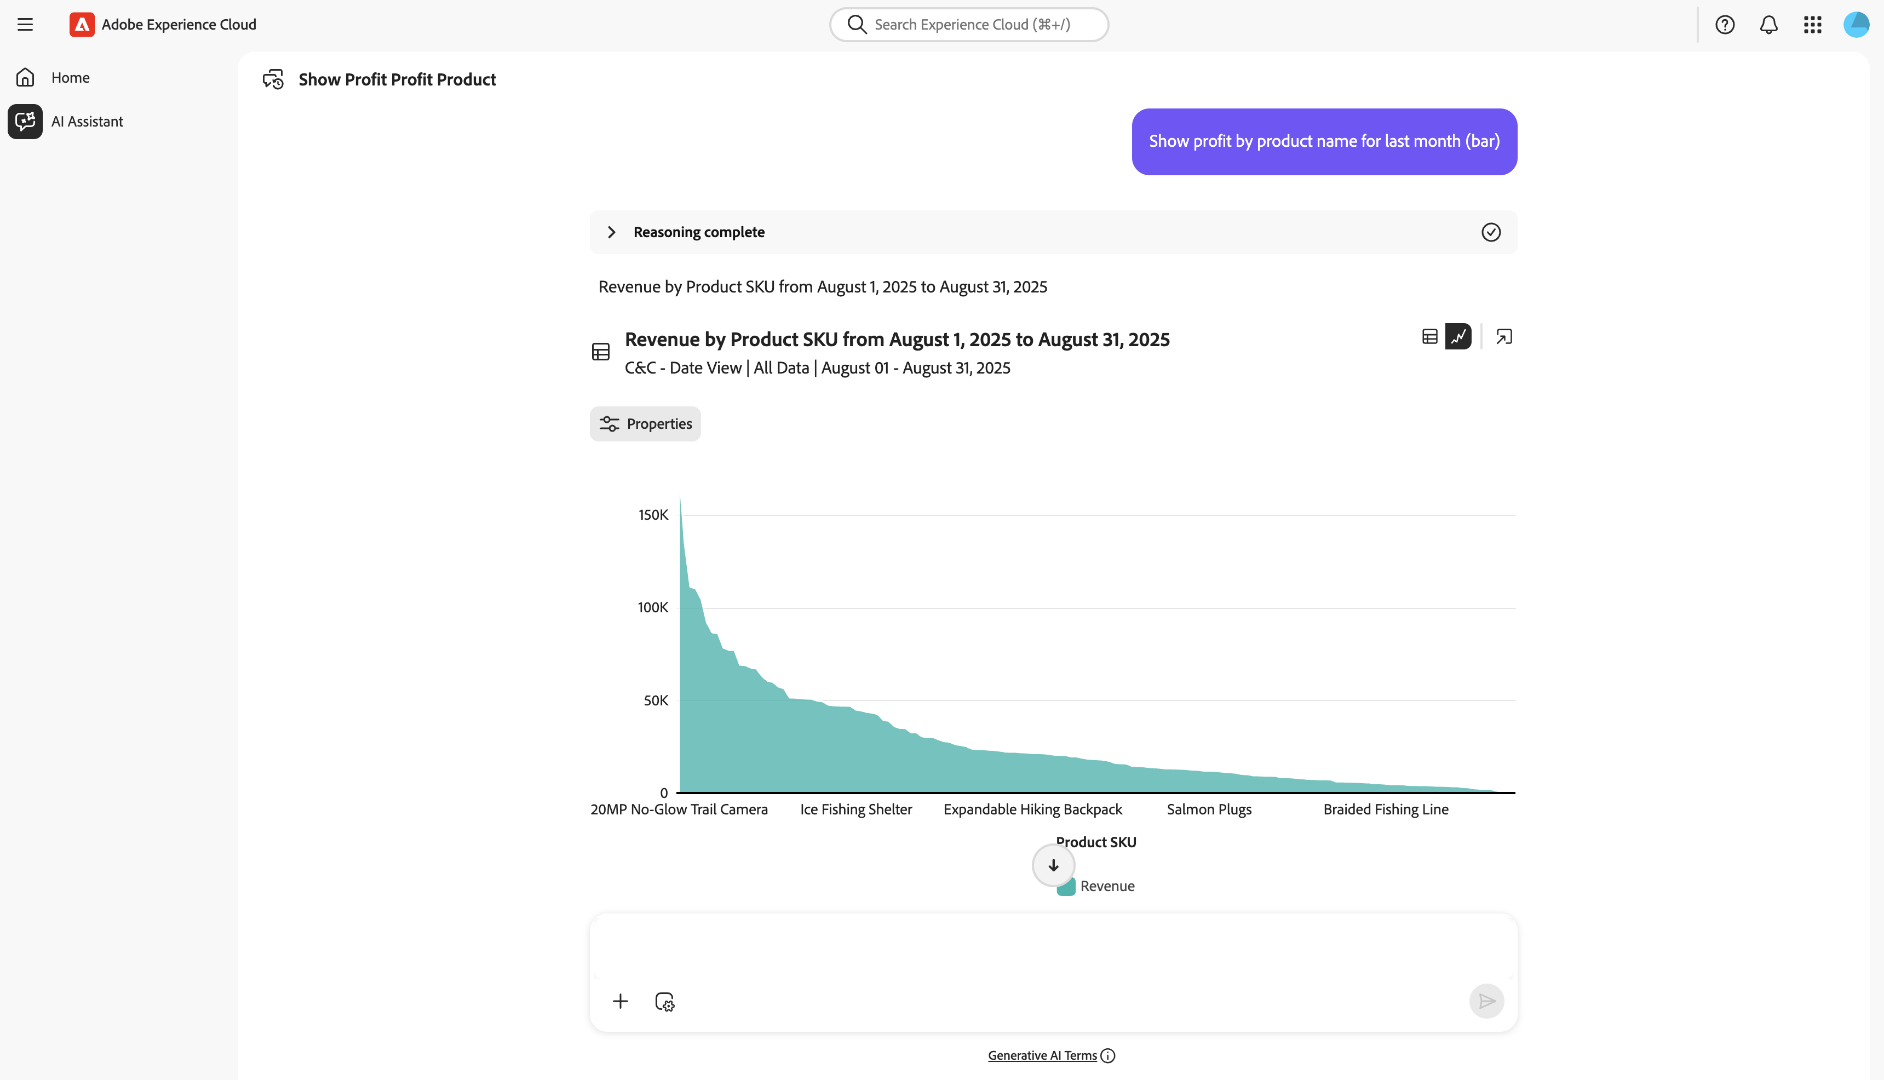 Adobe Experience Cloud
Search Experience Cloud (⌘+/)
Home
AI Assistant
Show Profit Profit Product
Show profit by product name for last month (bar)
Reasoning complete
Revenue by Product SKU from August 1, 2025 to August 31, 2025
Revenue by Product SKU from August 1, 2025 to August 31, 2025
C&C - Date View | All Data | August 01 - August 31, 2025
Properties
150K
100K
50K
0
20MP No-Glow Trail Camera Ice Fishing Shelter Expandable Hiking Backpack Salmon Plugs Braided Fishing Line
Product SKU
Revenue
Generative AI Terms